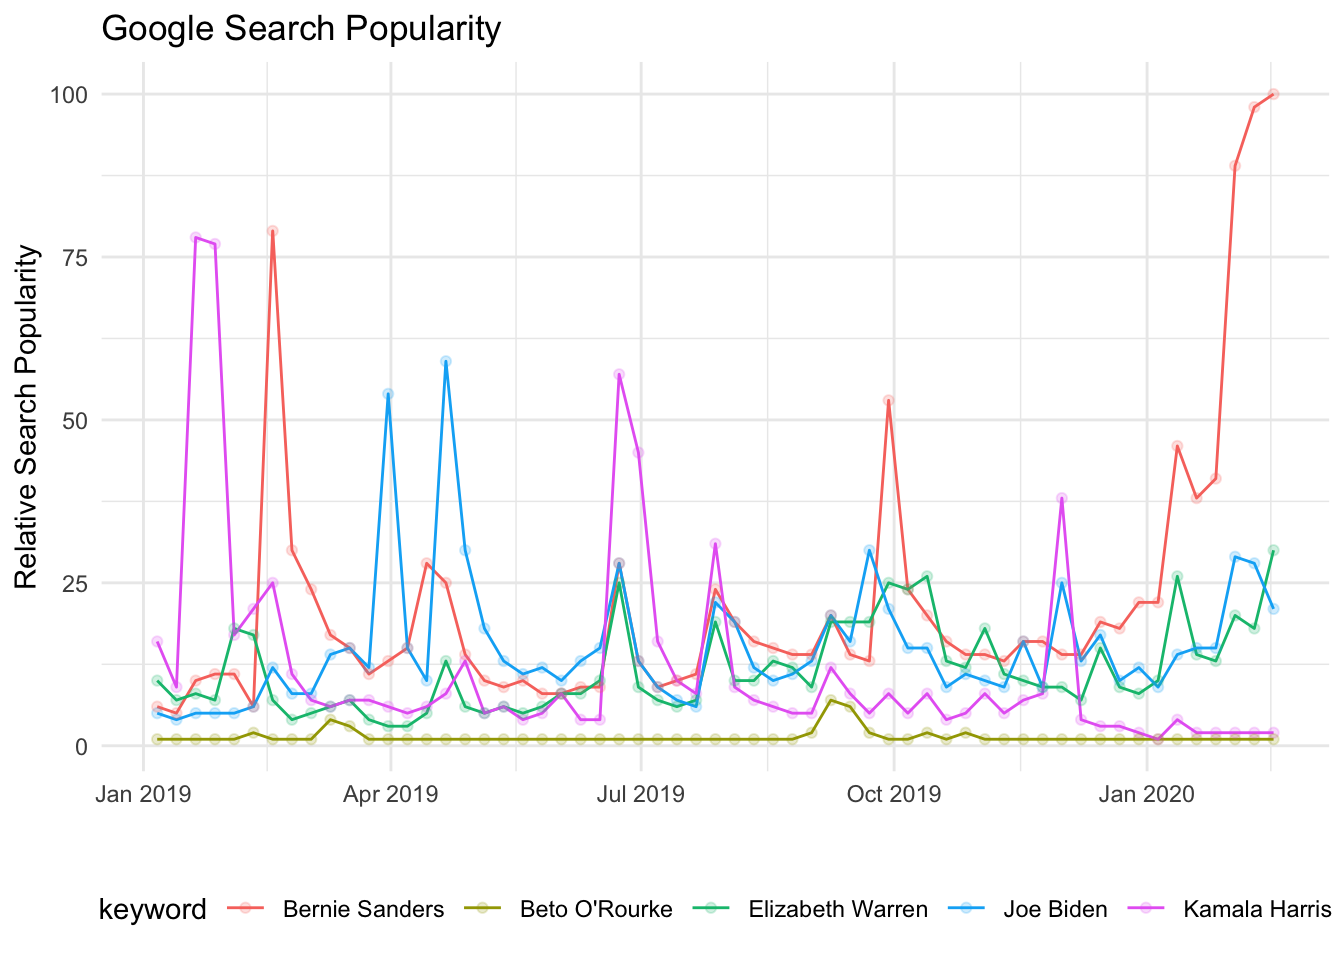 Google Search Popularity
Relative Search Popularity
100
75
50
25
0
Jan 2019 Apr 2019 Jul 2019 Oct 2019 Jan 2020
keyword Bernie Sanders Beto O'Rourke Elizabeth Warren Joe Biden Kamala Harris